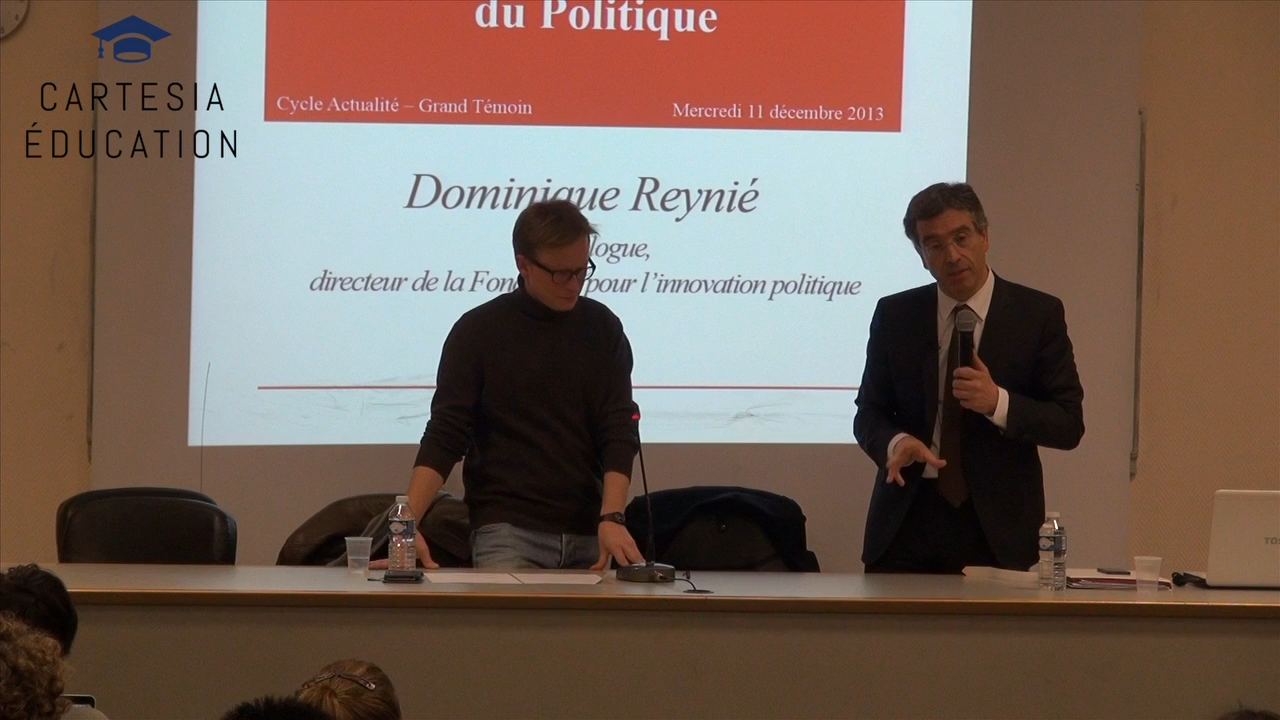 CARTESIA
ÉDUCATION
du Politique
Cycle Actualité – Grand Témoin
Mercredi 11 décembre 2013
Dominique Reynié
logue,
directeur de la Fon pour l’innovation politique
TOS